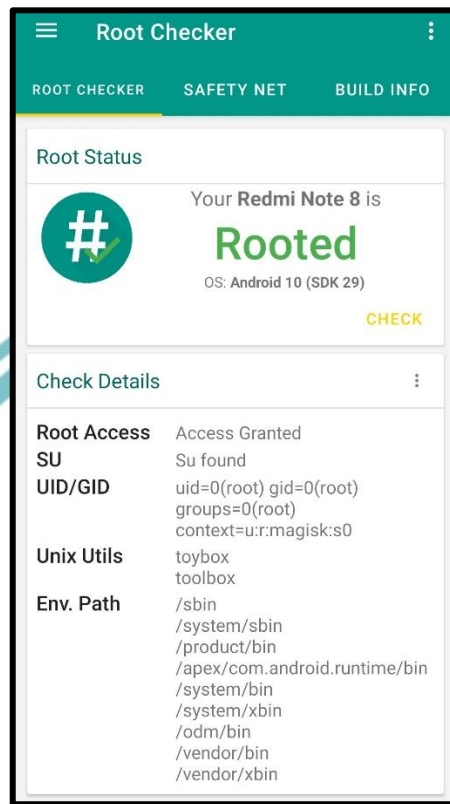 Root Checker
ROOT CHECKER SAFETY NET BUILD INFO
Root Status
Your Redmi Note 8 is
#
Rooted
OS: Android 10 (SDK 29)
CHECK
Check Details
Root Access Access Granted
SU Su found
UID/GID uid=0(root) gid=0(root)
groups=0(root)
context=u:r:magisk:s0
Unix Utils toybox
toolbox
Env. Path /sbin
/system/sbin
/product/bin
/apex/com.android.runtime/bin
/system/bin
/system/xbin
/odm/bin
/vendor/bin
/vendor/xbin